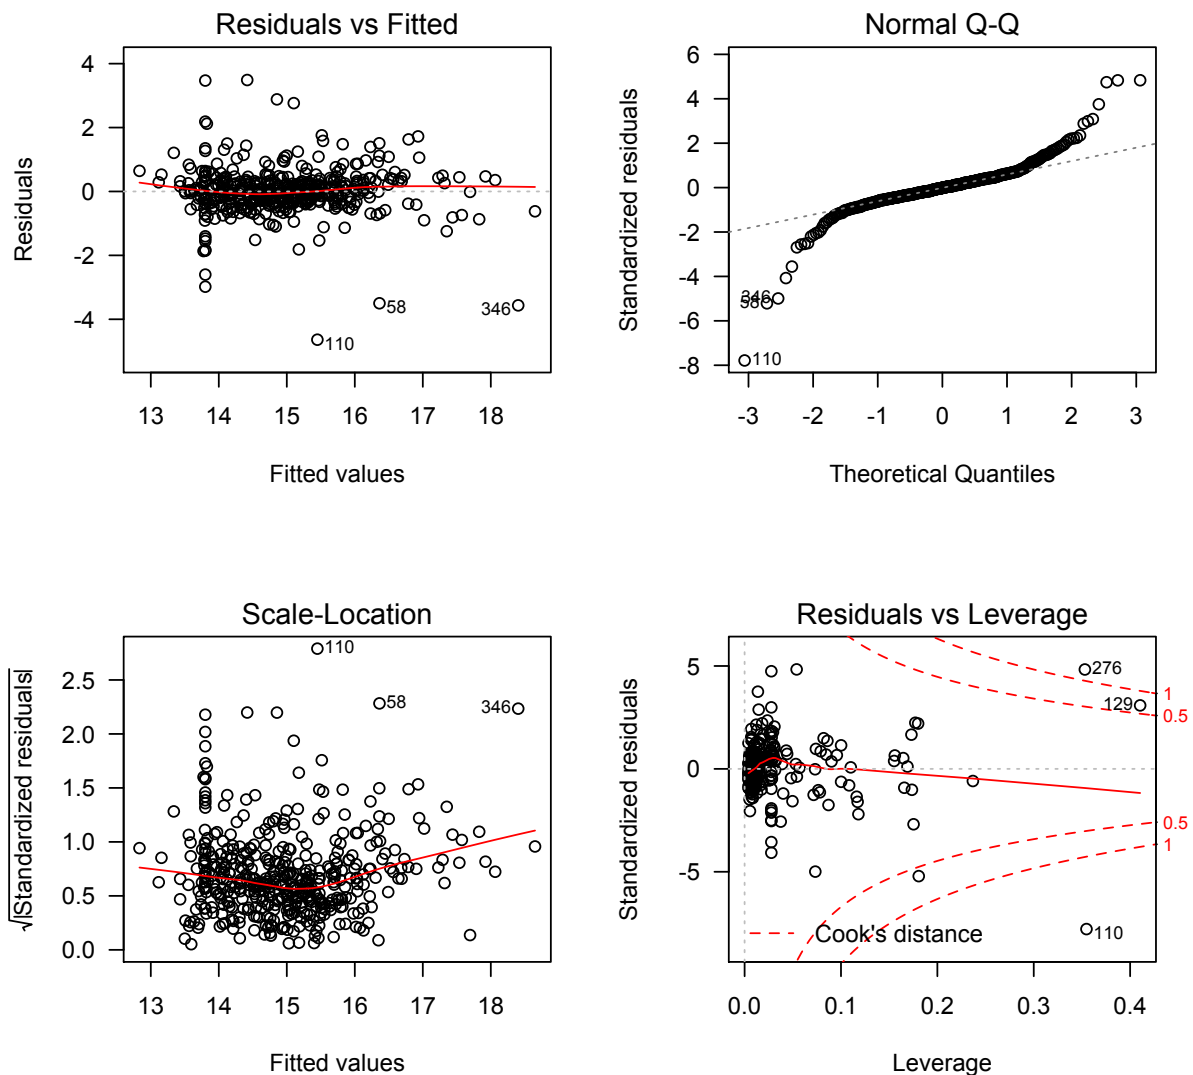 Residuals vs Fitted
Residuals
4
2
0
-2
-4
58
346
110
13 14 15 16 17 18
Fitted values
Normal Q-Q
Standardized residuals
6
4
2
0
-2
-4
-6
-8
346
58
110
-3 -2 -1 0 1 2 3
Theoretical Quantiles
Scale-Location
√|Standardized residuals|
2.5
2.0
1.5
1.0
0.5
0.0
110
58
346
13 14 15 16 17 18
Fitted values
Residuals vs Leverage
Standardized residuals
5
0
-5
276
129
110
1
0.5
0.5
1
Cook's distance
0.0 0.1 0.2 0.3 0.4
Leverage